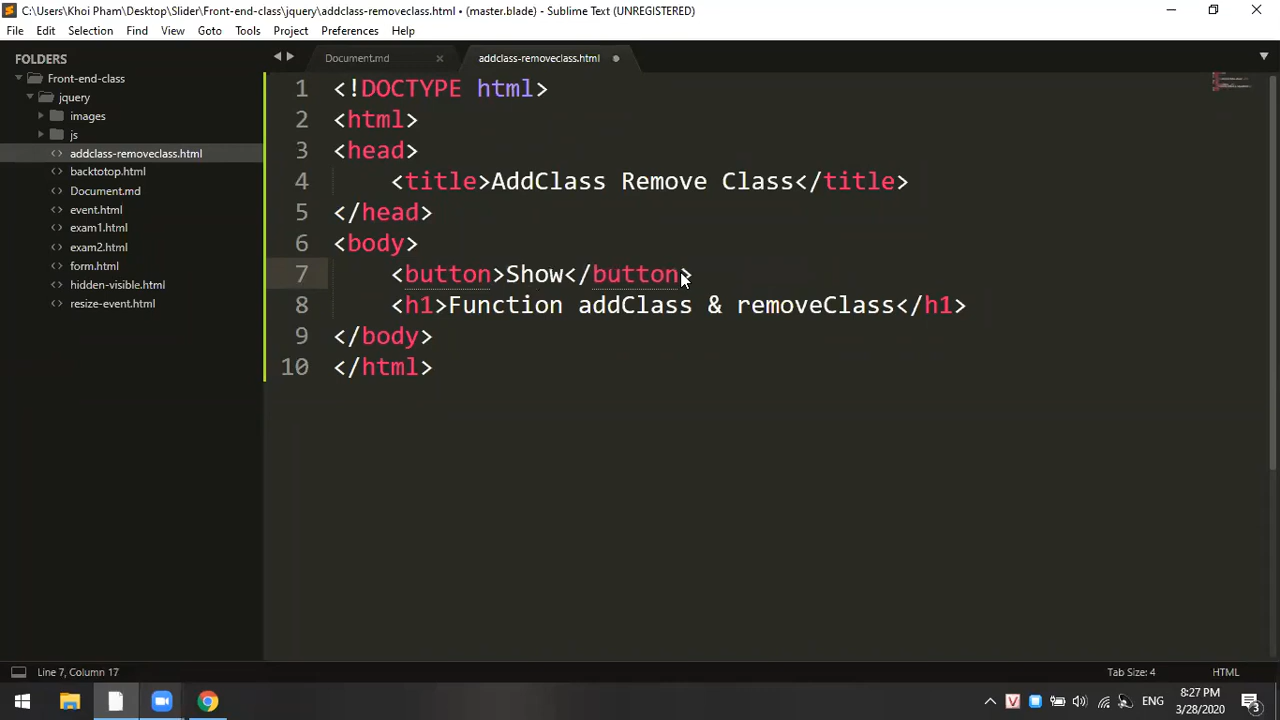 C:\Users\Khoi Pham\Desktop\Slider\Front-end-class\jquery\addclass-removeclass.html • (master.blade) - Sublime Text (UNREGISTERED)
File Edit Selection Find View Goto Tools Project Preferences Help
FOLDERS
Front-end-class
jquery
images
js
addclass-removeclass.html
backtotop.html
Document.md
event.html
exam1.html
exam2.html
form.html
hidden-visible.html
resize-event.html
Document.md addclass-removeclass.html
1 <!DOCTYPE html>
2 <html>
3 <head>
4 <title>AddClass Remove Class</title>
5 </head>
6 <body>
7 <button>Show</button>
8 <h1>Function addClass & removeClass</h1>
9 </body>
10 </html>
Line 7, Column 17 Tab Size: 4 HTML
V ENG 8:27 PM
3/28/2020 3